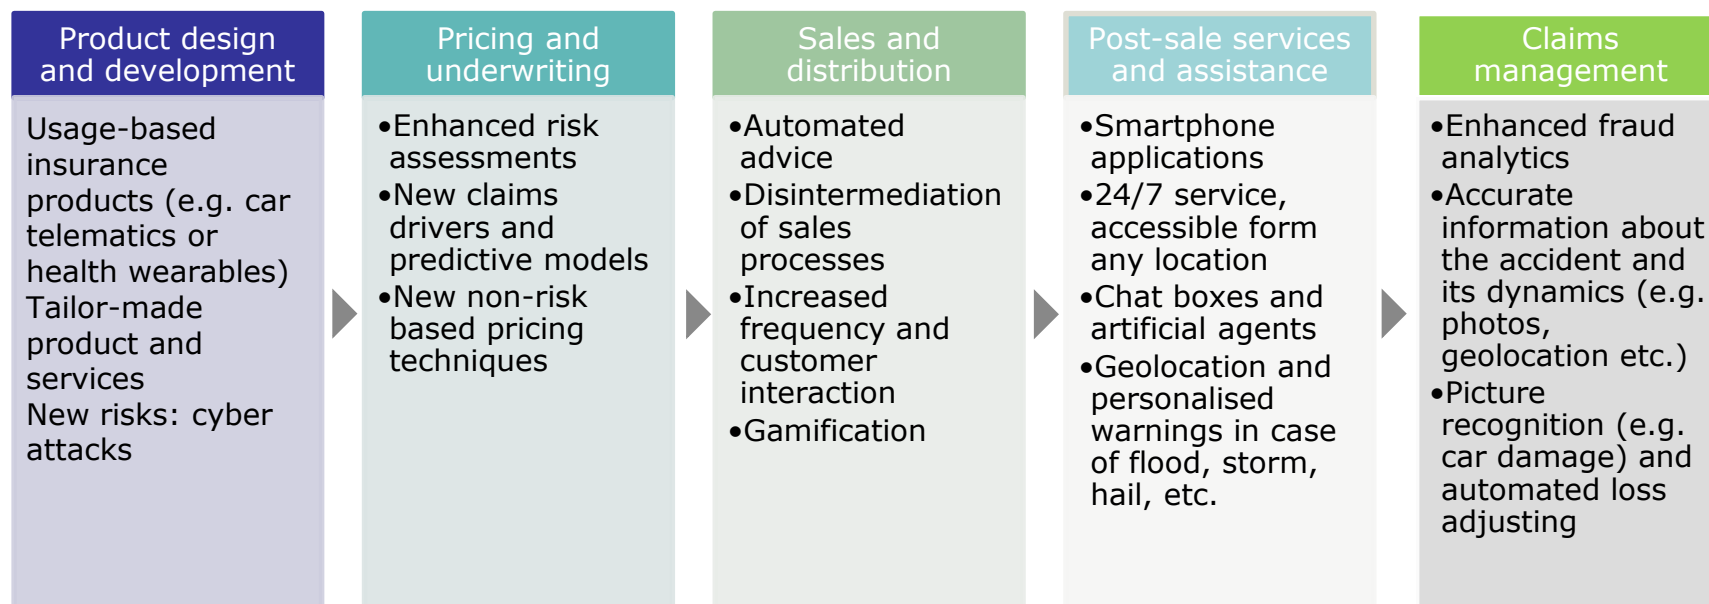 Product design
and development
Usage-based
insurance
products (e.g. car
telematics or
health wearables)
Tailor-made
product and
services
New risks: cyber
attacks
Pricing and
underwriting
•Enhanced risk
assessments
•New claims
drivers and
predictive models
•New non-risk
based pricing
techniques
Sales and
distribution
•Automated
advice
•Disintermediation
of sales
processes
•Increased
frequency and
customer
interaction
•Gamification
Post-sale services
and assistance
•Smartphone
applications
•24/7 service,
accessible form
any location
•Chat boxes and
artificial agents
•Geolocation and
personalised
warnings in case
of flood, storm,
hail, etc.
Claims
management
•Enhanced fraud
analytics
•Accurate
information about
the accident and
its dynamics (e.g.
photos,
geolocation etc.)
•Picture
recognition (e.g.
car damage) and
automated loss
adjusting